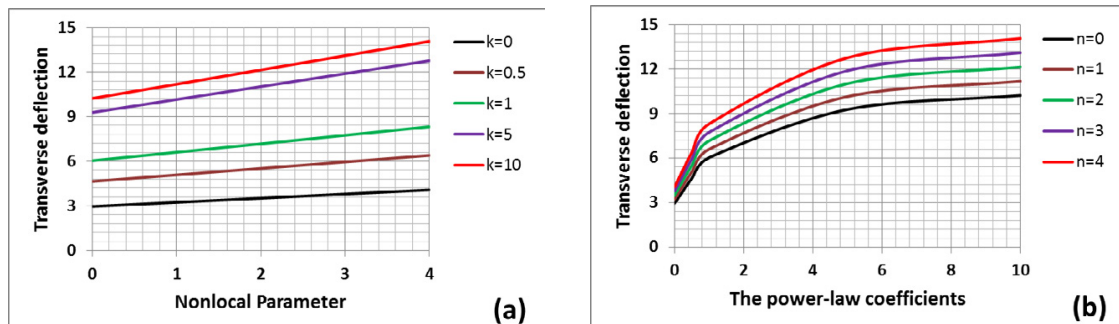 15
12
9
6
3
0
Transverse deflection
0 1 2 3 4
Nonlocal Parameter
k=0
k=0.5
k=1
k=5
k=10
(a)
15
12
9
6
3
0
Transverse deflection
0 2 4 6 8 10
The power-law coefficients
n=0
n=1
n=2
n=3
n=4
(b)